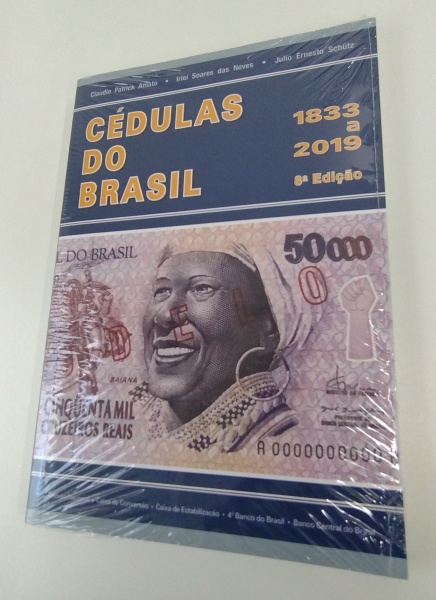 Claudio Patrick Amato • Irlei Soares das Neves • Julio Ernesto Schütz
CÉDULAS
DO
BRASIL
1833
a
2019
8ª Edição
L DO BRASIL
50000
DELO
BAIANA
CINQÜENTA MIL
CRUZEIROS REAIS
A 0000000000
Caixa de Conversão • Caixa de Estabilização • 4º Banco do Brasil • Banco Central do Brasil